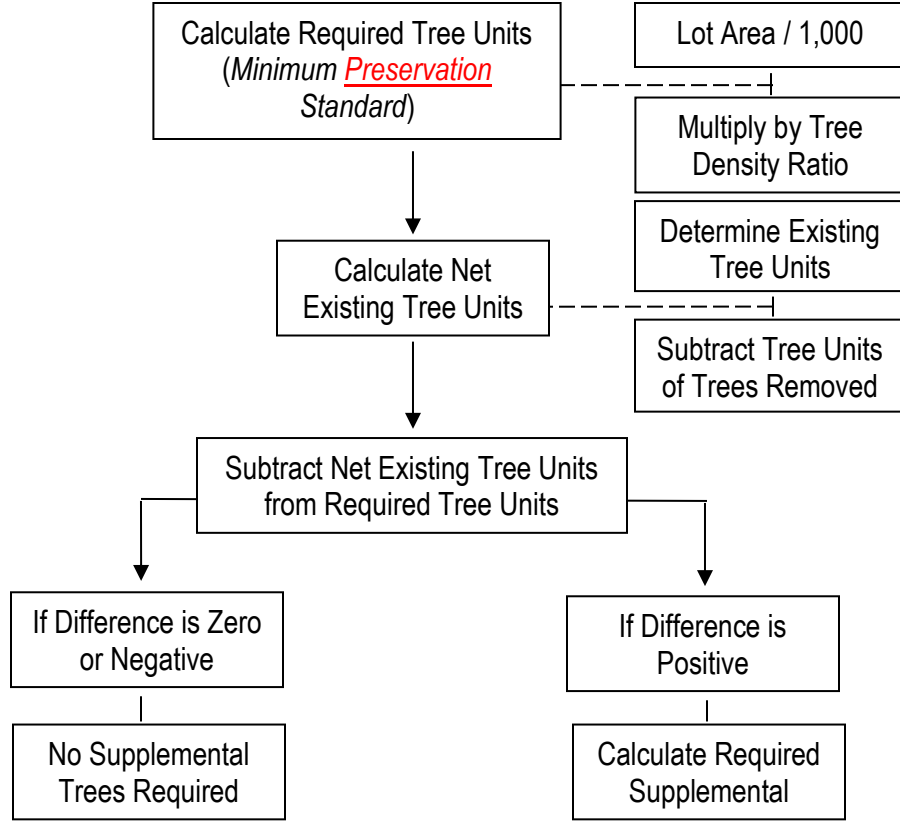 Calculate Required Tree Units
(Minimum Preservation
Standard)
Lot Area / 1,000
Multiply by Tree
Density Ratio
Calculate Net
Existing Tree Units
Determine Existing
Tree Units
Subtract Tree Units
of Trees Removed
Subtract Net Existing Tree Units
from Required Tree Units
If Difference is Zero
or Negative
If Difference is
Positive
No Supplemental
Trees Required
Calculate Required
Supplemental